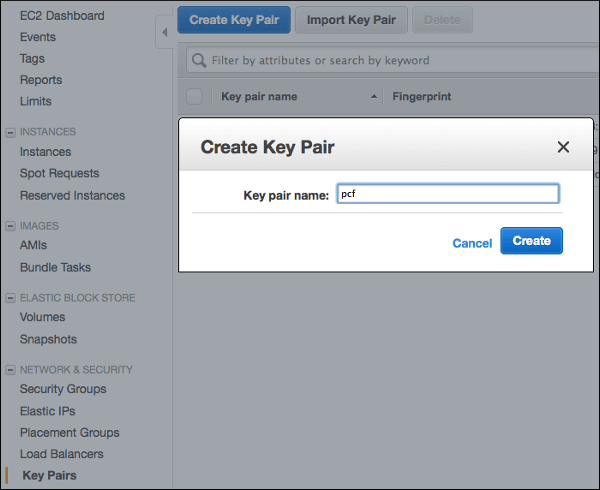 EC2 Dashboard
Events
Tags
Reports
Limits
INSTANCES
Instances
Spot Requests
Reserved Instances
IMAGES
AMIs
Bundle Tasks
ELASTIC BLOCK STORE
Volumes
Snapshots
NETWORK & SECURITY
Security Groups
Elastic IPs
Placement Groups
Load Balancers
Key Pairs
Create Key Pair Import Key Pair Delete
Filter by attributes or search by keyword
Key pair name Fingerprint
Create Key Pair
Key pair name: pcf
Cancel Create